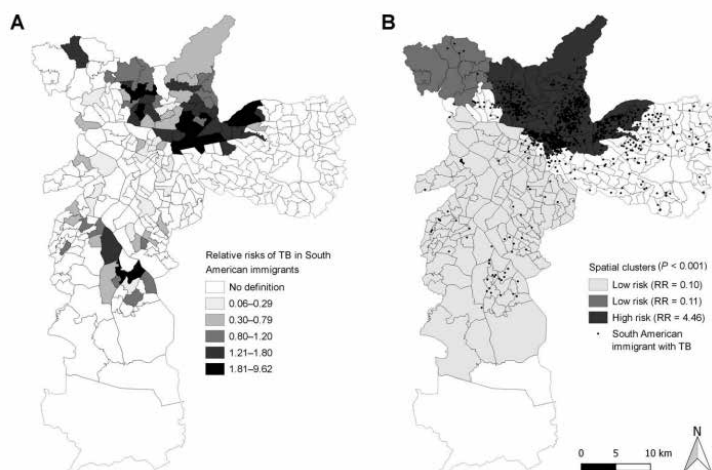 A
Relative risks of TB in South
American immigrants
No definition
0.06–0.29
0.30–0.79
0.80–1.20
1.21–1.80
1.81–9.62
B
Spatial clusters (P < 0.001)
Low risk (RR = 0.10)
Low risk (RR = 0.11)
High risk (RR = 4.46)
South American
immigrant with TB
N
0 5 10 km